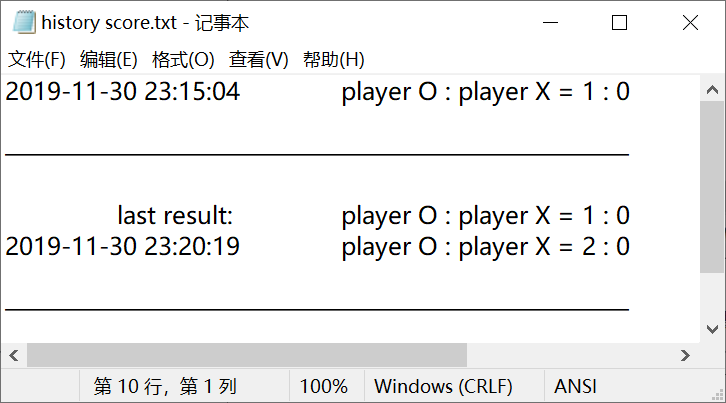 history score.txt - 记事本
文件(F) 编辑(E) 格式(O) 查看(V) 帮助(H)
2019-11-30 23:15:04 player O : player X = 1 : 0
last result: player O : player X = 1 : 0
2019-11-30 23:20:19 player O : player X = 2 : 0
第 10 行，第 1 列 100% Windows (CRLF) ANSI